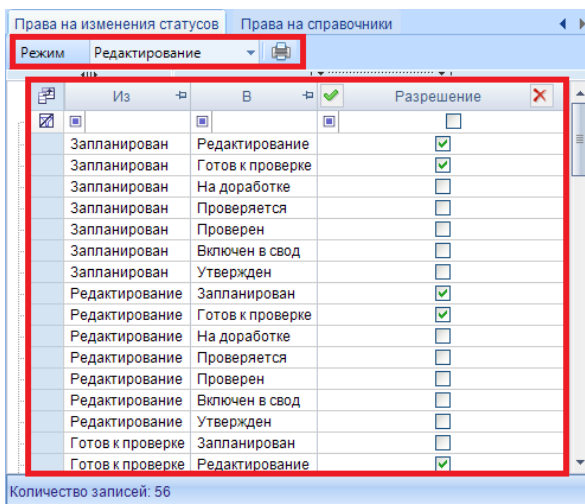 Права на изменения статусов Права на справочники
Режим Редактирование
Из В Разрешение
Запланирован Редактирование
Запланирован Готов к проверке
Запланирован На доработке
Запланирован Проверяется
Запланирован Проверен
Запланирован Включен в свод
Запланирован Утвержден
Редактирование Запланирован
Редактирование Готов к проверке
Редактирование На доработке
Редактирование Проверяется
Редактирование Проверен
Редактирование Включен в свод
Редактирование Утвержден
Готов к проверке Запланирован
Готов к проверке Редактирование
Количество записей: 56